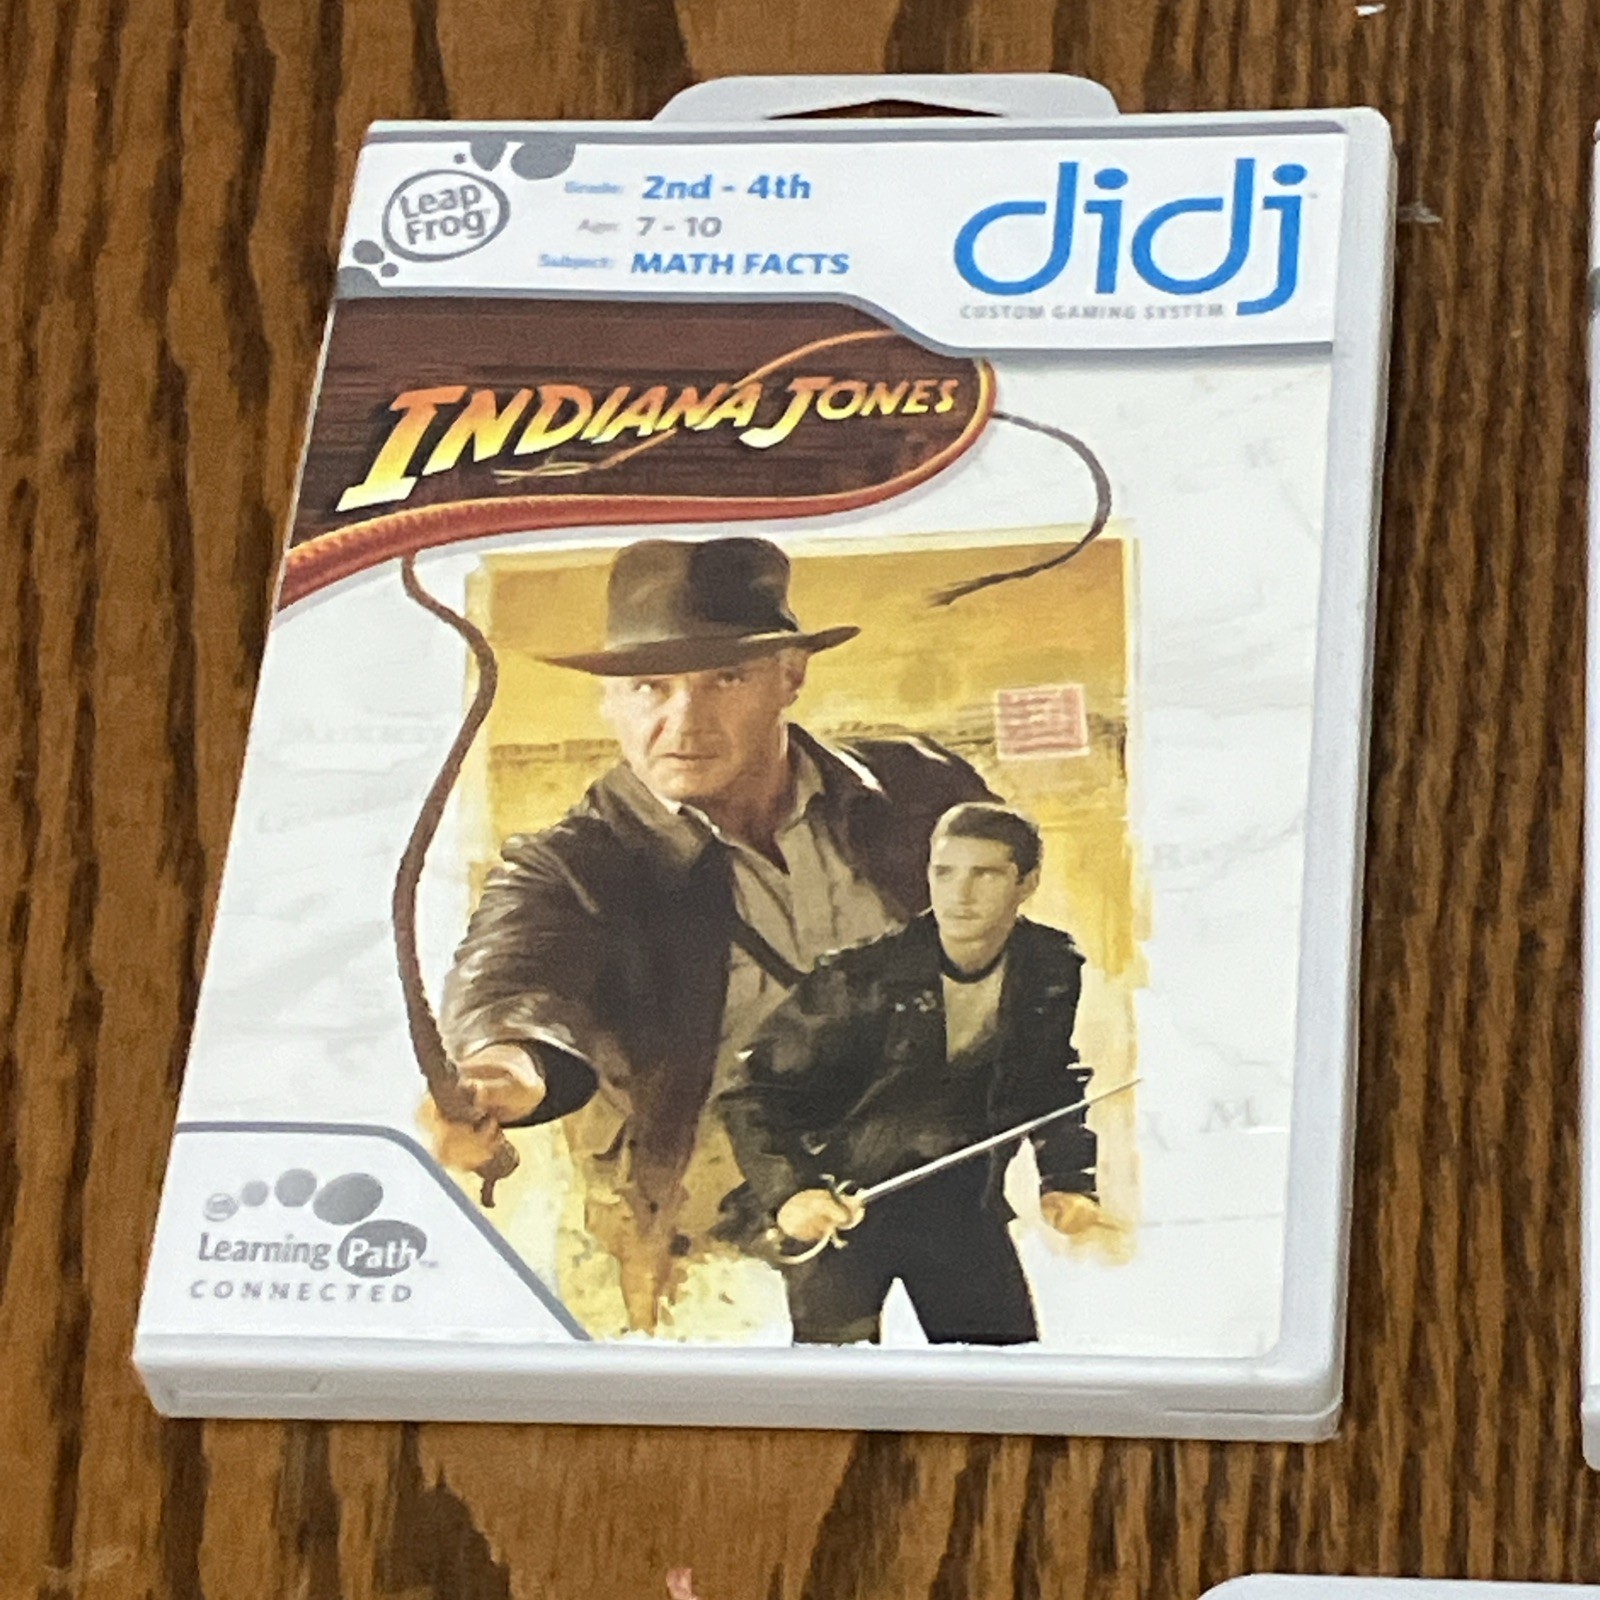 Leap
Frog
Grade: 2nd - 4th
Age: 7 - 10
Subject: MATH FACTS
didj
CUSTOM GAMING SYSTEM
INDIANA JONES
Learning Path
CONNECTED